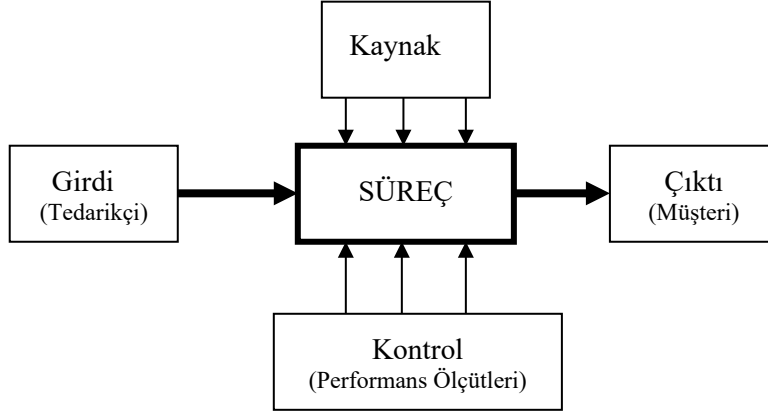 Kaynak
Girdi
(Tedarikçi)
SÜREÇ
Çıktı
(Müşteri)
Kontrol
(Performans Ölçütleri)